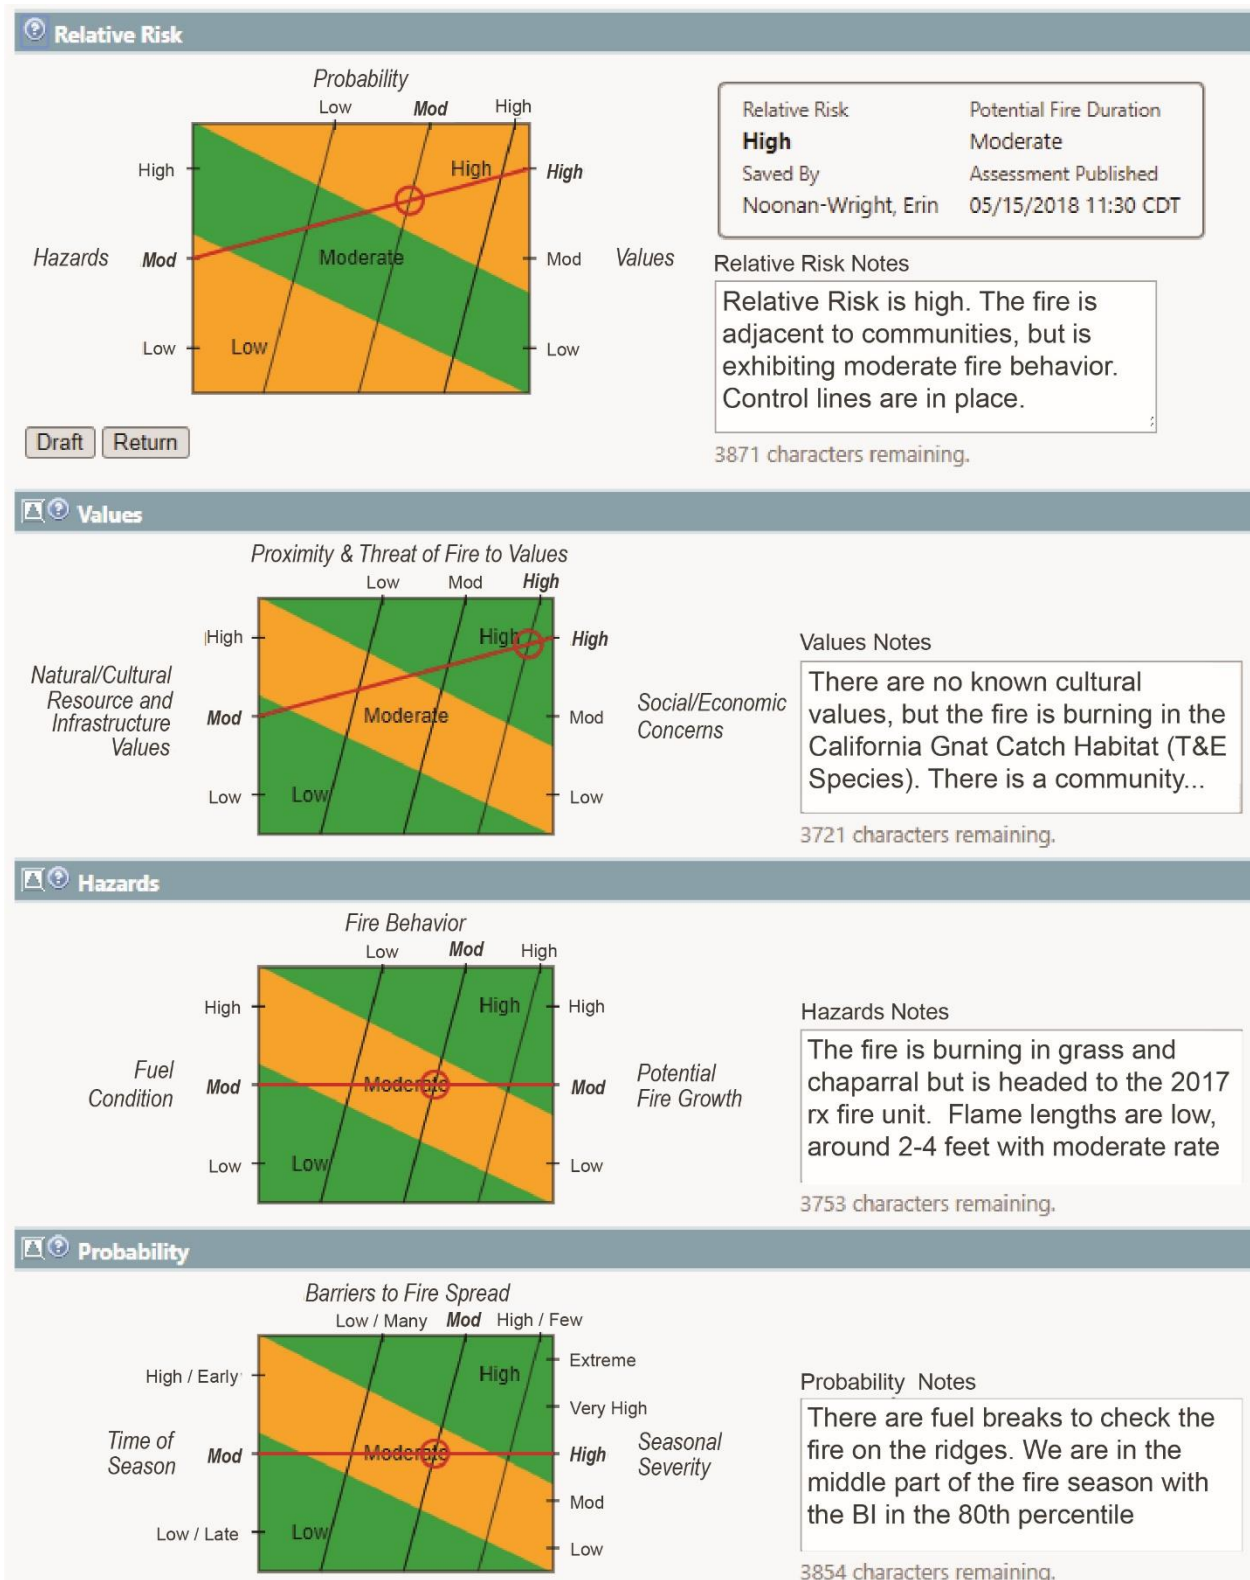 Relative Risk
Probability
Low Mod High
High High High
Hazards Mod Moderate Mod Values
Low Low Low
Draft Return
Relative Risk Potential Fire Duration
High Moderate
Saved By Assessment Published
Noonan-Wright, Erin 05/15/2018 11:30 CDT
Relative Risk Notes
Relative Risk is high. The fire is
adjacent to communities, but is
exhibiting moderate fire behavior.
Control lines are in place.
3871 characters remaining.
Values
Proximity & Threat of Fire to Values
Low Mod High
High High High
Natural/Cultural
Resource and
Infrastructure
Values
Mod Moderate Mod
Social/Economic
Concerns
Low Low Low
Values Notes
There are no known cultural
values, but the fire is burning in the
California Gnat Catch Habitat (T&E
Species). There is a community...
3721 characters remaining.
Hazards
Fire Behavior
Low Mod High
High High High
Fuel
Condition
Mod Moderate Mod
Potential
Fire Growth
Low Low Low
Hazards Notes
The fire is burning in grass and
chaparral but is headed to the 2017
rx fire unit. Flame lengths are low,
around 2-4 feet with moderate rate
3753 characters remaining.
Probability
Barriers to Fire Spread
Low / Many Mod High / Few
Extreme
High / Early High
Very High
Time of
Season
Mod Moderate High
Seasonal
Severity
Mod
Low / Late Low
Low
Probability Notes
There are fuel breaks to check the
fire on the ridges. We are in the
middle part of the fire season with
the BI in the 80th percentile
3854 characters remaining.